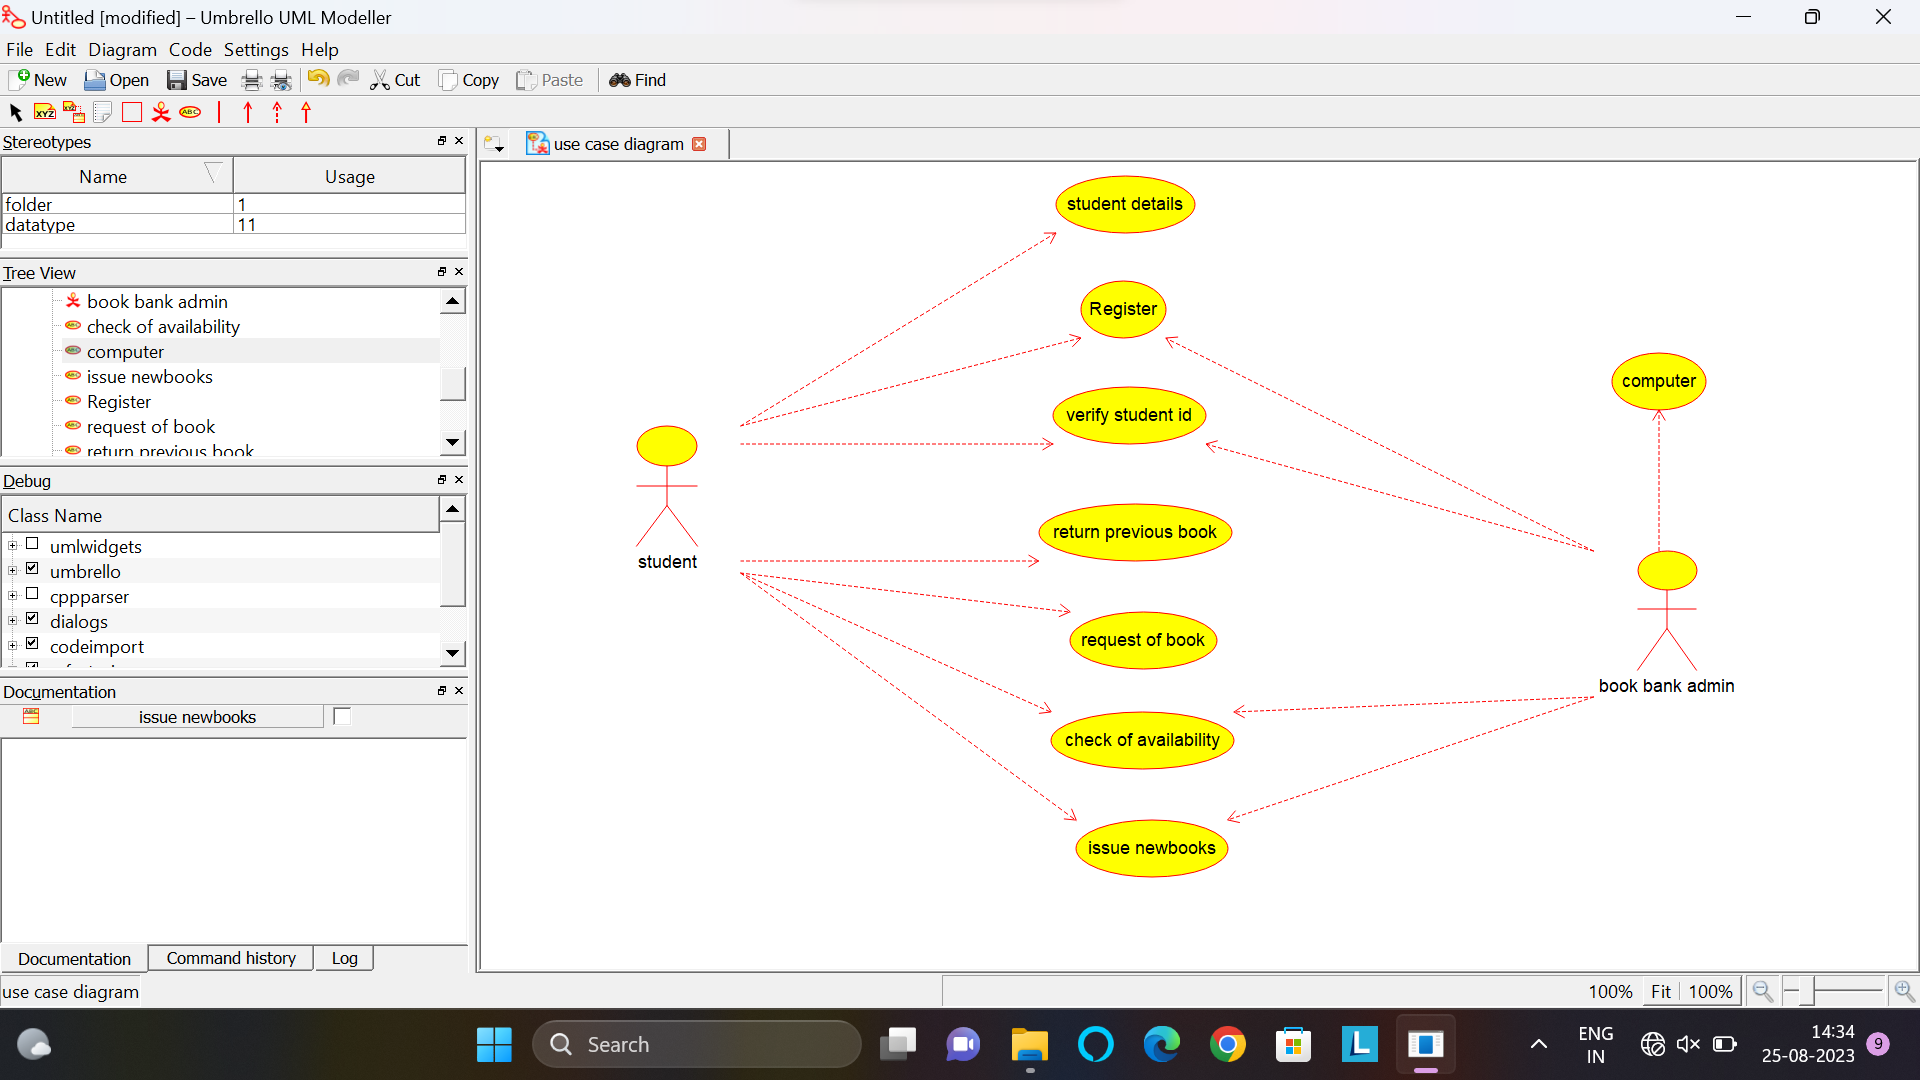 Untitled [modified] – Umbrello UML Modeller
File Edit Diagram Code Settings Help
New Open Save Cut Copy Paste Find
XYZ XYZ ABC
Stereotypes
Name Usage
folder 1
datatype 11
Tree View
book bank admin
check of availability
computer
issue newbooks
Register
request of book
return previous book
Debug
Class Name
umlwidgets
umbrello
cppparser
dialogs
codeimport
Documentation
issue newbooks
Documentation Command history Log
use case diagram
use case diagram
student details
Register
verify student id
computer
student
return previous book
request of book
book bank admin
check of availability
issue newbooks
100% Fit 100%
Search
L
ENG
IN
14:34
25-08-2023
9